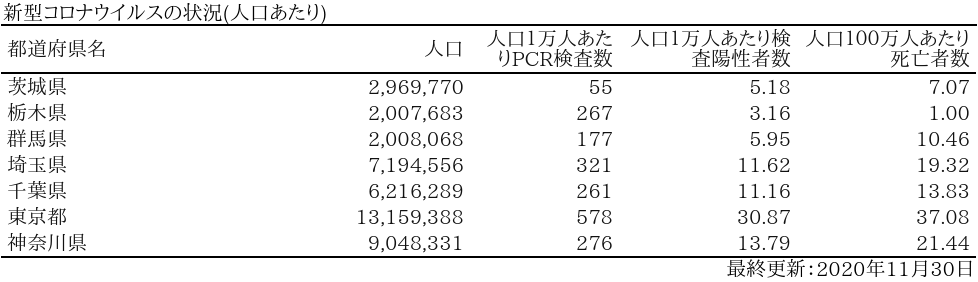 新型コロナウイルスの状況(人口あたり)
都道府県名 人口 人口1万人あたりPCR検査数 人口1万人あたり検査陽性者数 人口100万人あたり死亡者数
茨城県 2,969,770 55 5.18 7.07
栃木県 2,007,683 267 3.16 1.00
群馬県 2,008,068 177 5.95 10.46
埼玉県 7,194,556 321 11.62 19.32
千葉県 6,216,289 261 11.16 13.83
東京都 13,159,388 578 30.87 37.08
神奈川県 9,048,331 276 13.79 21.44
最終更新:2020年11月30日